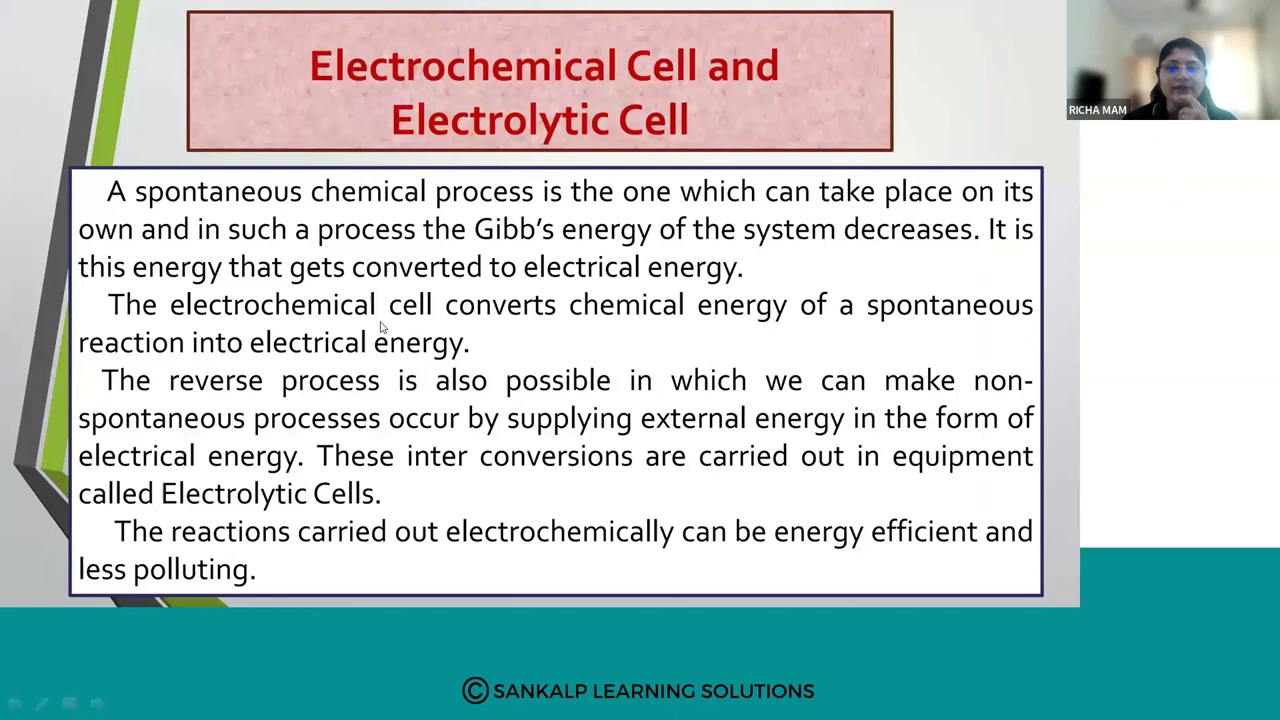 Electrochemical Cell and
Electrolytic Cell
RICHA MAM
A spontaneous chemical process is the one which can take place on its
own and in such a process the Gibb's energy of the system decreases. It is
this energy that gets converted to electrical energy.
The electrochemical cell converts chemical energy of a spontaneous
reaction into electrical energy.
The reverse process is also possible in which we can make non-
spontaneous processes occur by supplying external energy in the form of
electrical energy. These inter conversions are carried out in equipment
called Electrolytic Cells.
The reactions carried out electrochemically can be energy efficient and
less polluting.
© SANKALP LEARNING SOLUTIONS